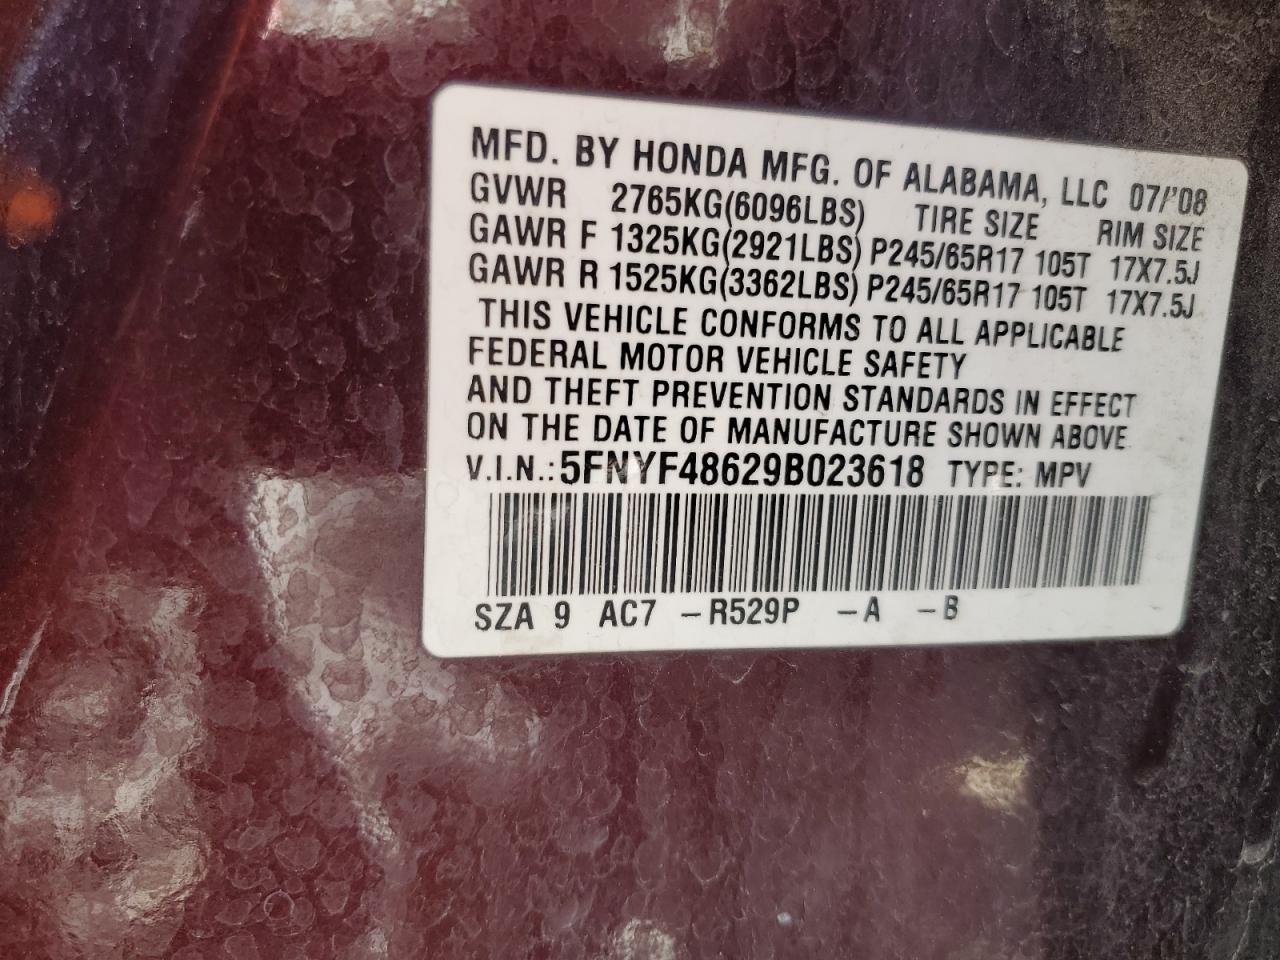 MFD. BY HONDA MFG. OF ALABAMA, LLC 07/'08
GVWR 2765KG(6096LBS) TIRE SIZE RIM SIZE
GAWR F 1325KG(2921LBS) P245/65R17 105T 17X7.5J
GAWR R 1525KG(3362LBS) P245/65R17 105T 17X7.5J
THIS VEHICLE CONFORMS TO ALL APPLICABLE
FEDERAL MOTOR VEHICLE SAFETY
AND THEFT PREVENTION STANDARDS IN EFFECT
ON THE DATE OF MANUFACTURE SHOWN ABOVE.
V.I.N.: 5FNYF48629B023618 TYPE: MPV
SZA 9 AC7 –R529P –A –B